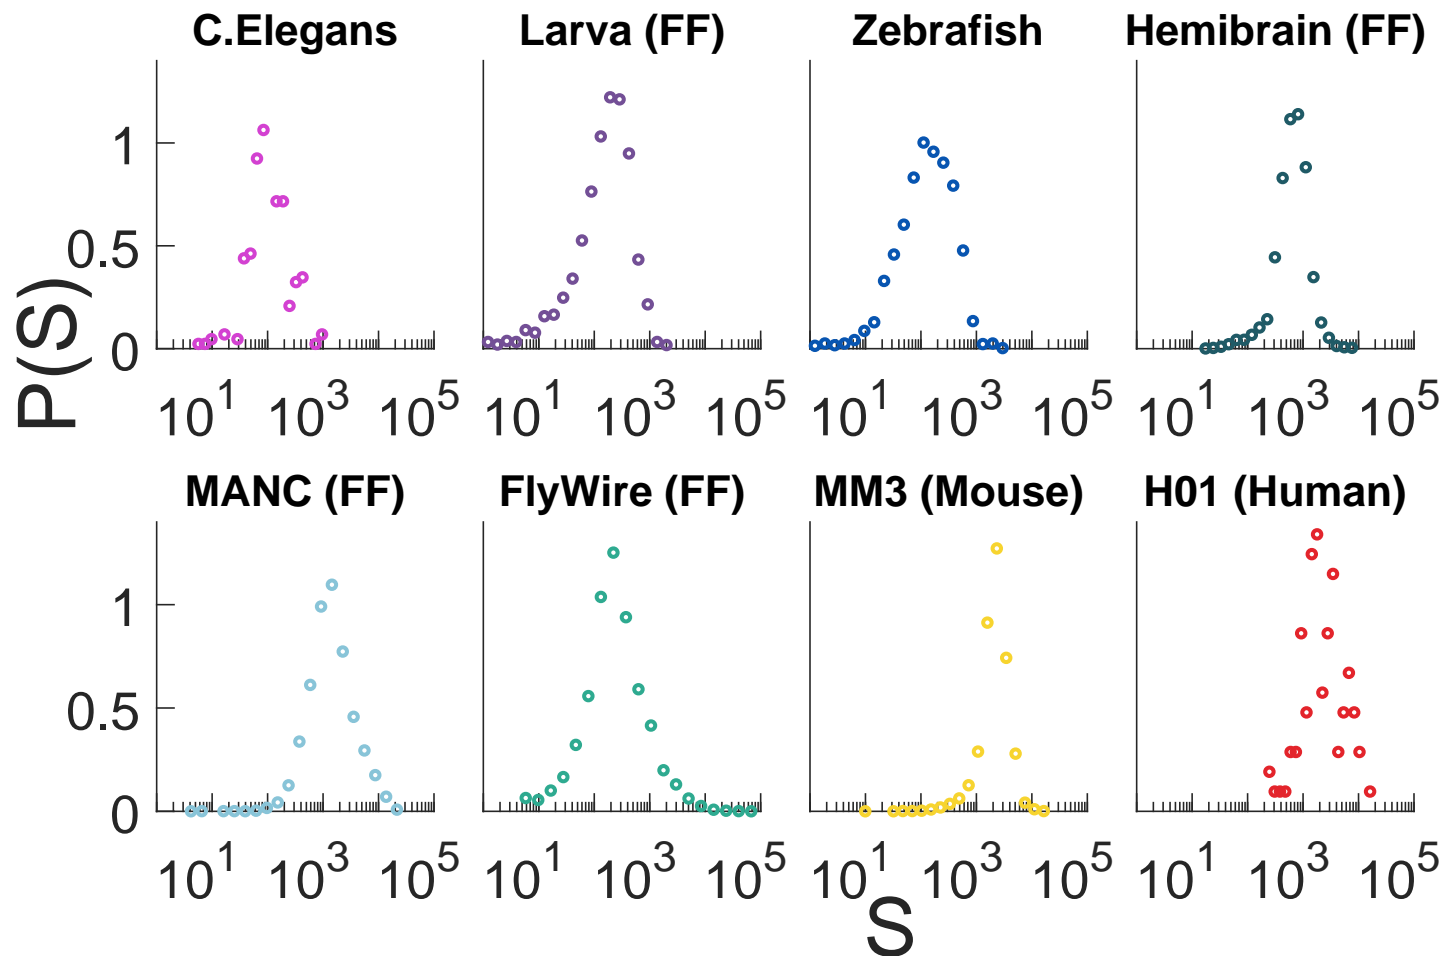 C.Elegans Larva (FF) Zebrafish Hemibrain (FF)
1
0.5
0
10^1 10^3 10^5 10^1 10^3 10^5 10^1 10^3 10^5 10^1 10^3 10^5
P(S)
MANC (FF) FlyWire (FF) MM3 (Mouse) H01 (Human)
1
0.5
0
10^1 10^3 10^5 10^1 10^3 10^5 10^1 10^3 10^5 10^1 10^3 10^5
S